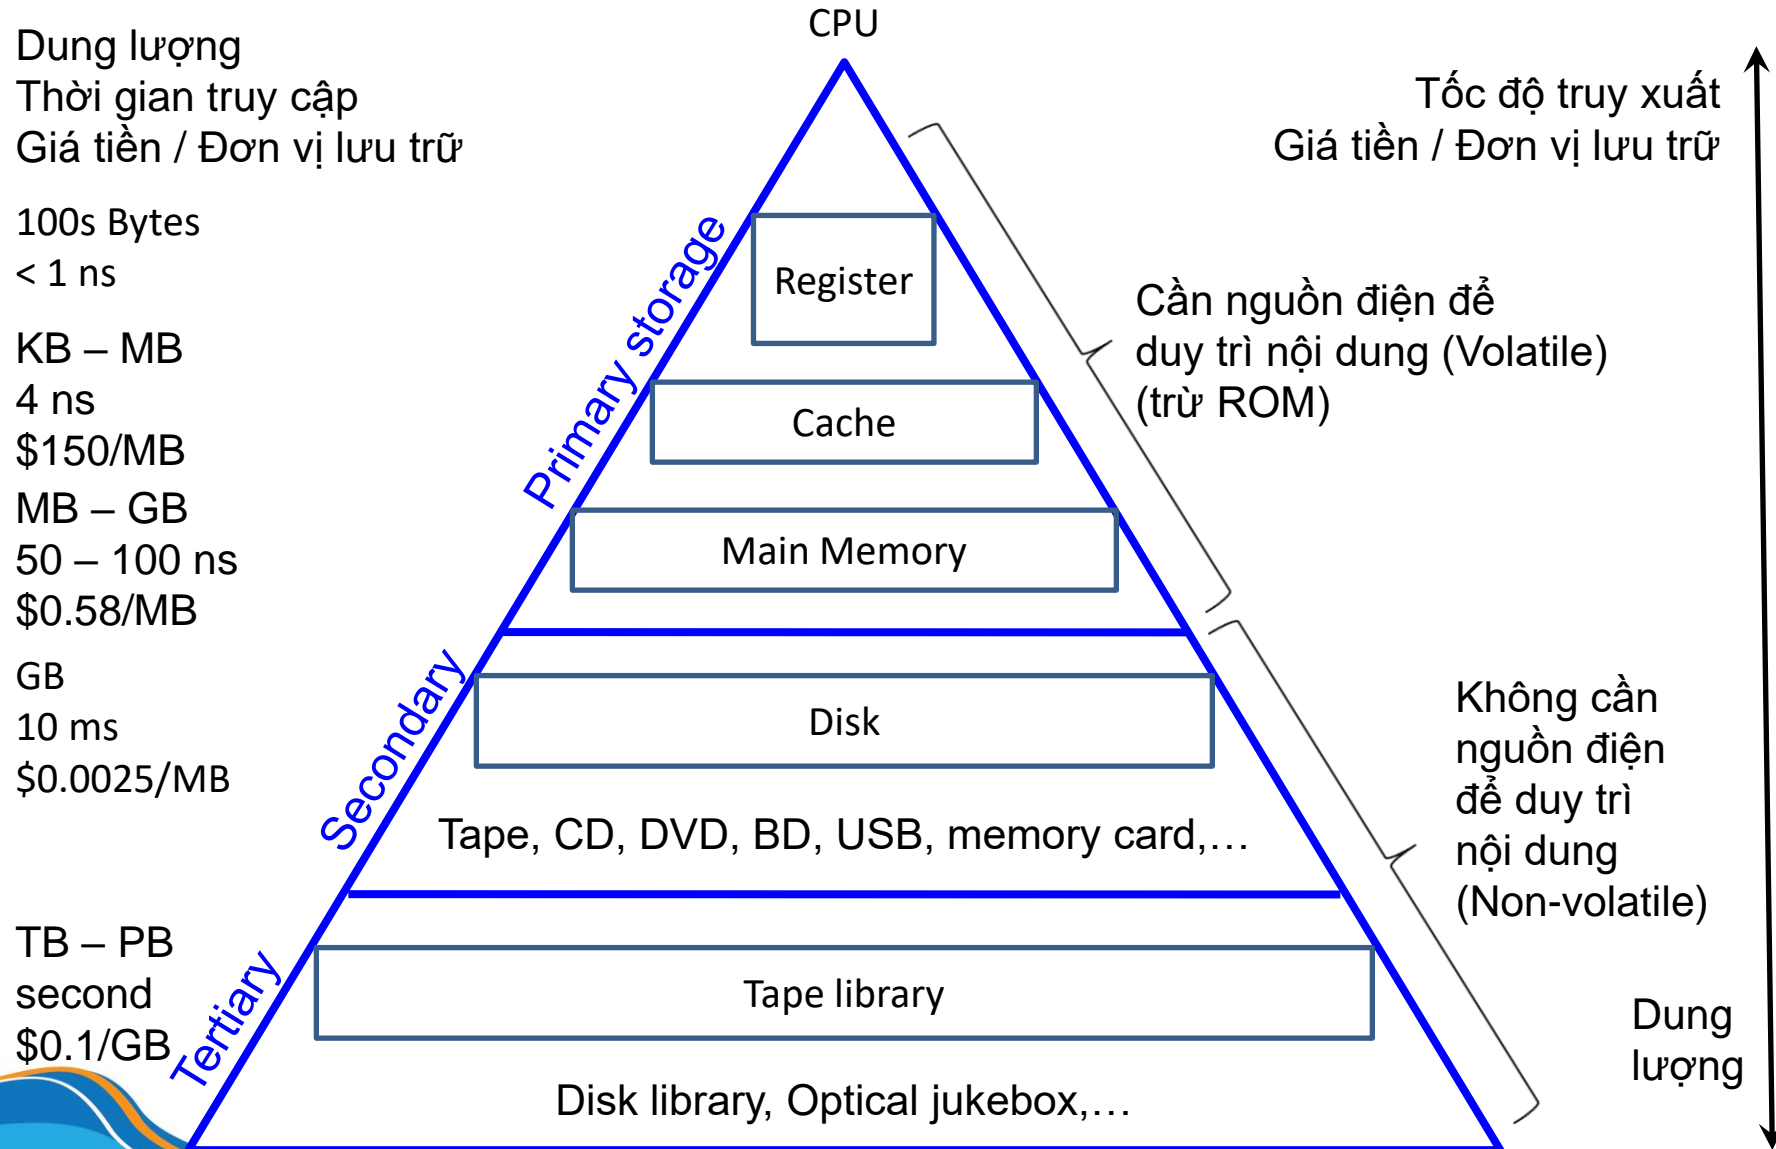 CPU
Dung lượng
Thời gian truy cập
Giá tiền / Đơn vị lưu trữ
Tốc độ truy xuất
Giá tiền / Đơn vị lưu trữ
100s Bytes
< 1 ns
Register
Primary storage
Cần nguồn điện để
duy trì nội dung (Volatile)
(trừ ROM)
KB – MB
4 ns
$150/MB
Cache
MB – GB
50 – 100 ns
$0.58/MB
Main Memory
GB
10 ms
$0.0025/MB
Secondary
Disk
Tape, CD, DVD, BD, USB, memory card,…
Không cần
nguồn điện
để duy trì
nội dung
(Non-volatile)
TB – PB
second
$0.1/GB
Tertiary
Tape library
Disk library, Optical jukebox,…
Dung
lượng